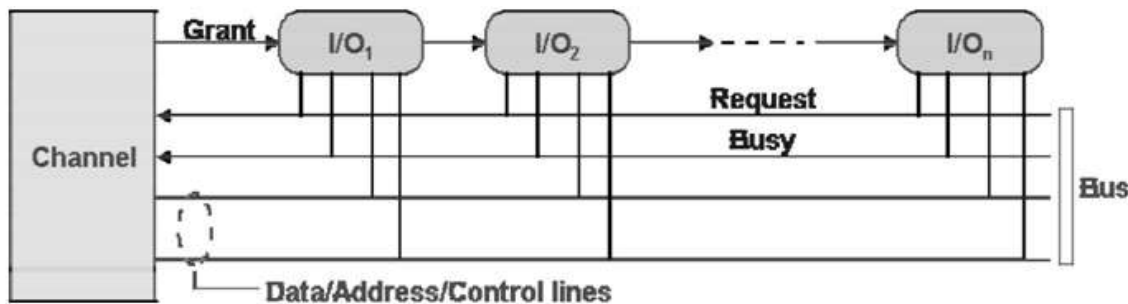 Grant
I/O1
I/O2
I/On
Request
Channel
Busy
Bus
Data/Address/Control lines